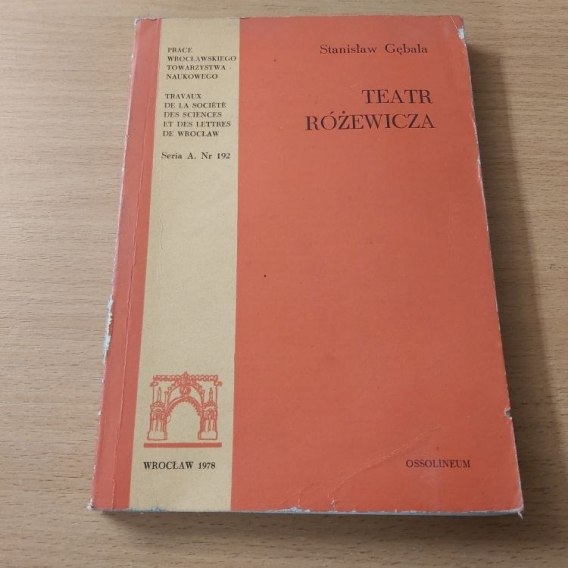 PRACE
WROCŁAWSKIEGO
TOWARZYSTWA
NAUKOWEGO
TRAVAUX
DE LA SOCIÉTÉ
DES SCIENCES
ET DES LETTRES
DE WROCŁAW
Seria A. Nr 192
Stanisław Gębala
TEATR
RÓŻEWICZA
WROCŁAW 1978
OSSOLINEUM